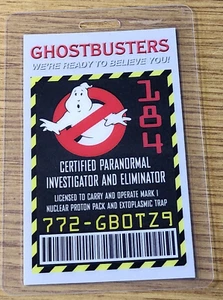 GHOSTBUSTERS
WE'RE READY TO BELIEVE YOU!
184
CERTIFIED PARANORMAL
INVESTIGATOR AND ELIMINATOR
LICENSED TO CARRY AND OPERATE MARK I
NUCLEAR PROTON PACK AND ECTOPLASMIC TRAP
772-GBOTZ9